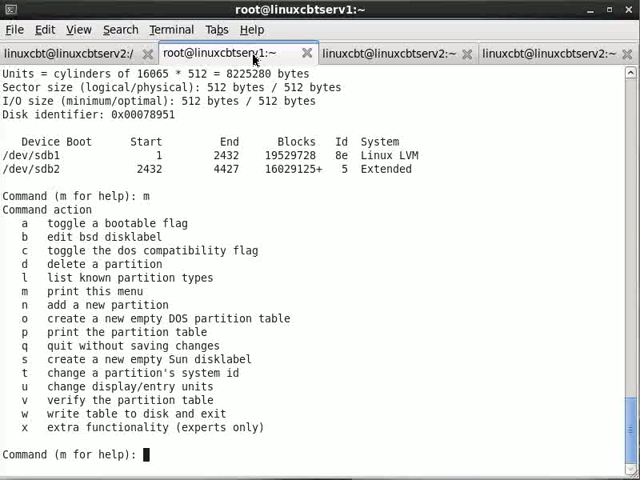 root@linuxcbtserv1:~
File Edit View Search Terminal Tabs Help
linuxcbt@linuxcbtserv2:/ root@linuxcbtserv1:~ linuxcbt@linuxcbtserv2:~ linuxcbt@linuxcbtserv2:~
Units = cylinders of 16065 * 512 = 8225280 bytes
Sector size (logical/physical): 512 bytes / 512 bytes
I/O size (minimum/optimal): 512 bytes / 512 bytes
Disk identifier: 0x00078951
Device Boot Start End Blocks Id System
/dev/sdb1 1 2432 19529728 8e Linux LVM
/dev/sdb2 2432 4427 16029125+ 5 Extended
Command (m for help): m
Command action
a toggle a bootable flag
b edit bsd disklabel
c toggle the dos compatibility flag
d delete a partition
l list known partition types
m print this menu
n add a new partition
o create a new empty DOS partition table
p print the partition table
q quit without saving changes
s create a new empty Sun disklabel
t change a partition's system id
u change display/entry units
v verify the partition table
w write table to disk and exit
x extra functionality (experts only)
Command (m for help):